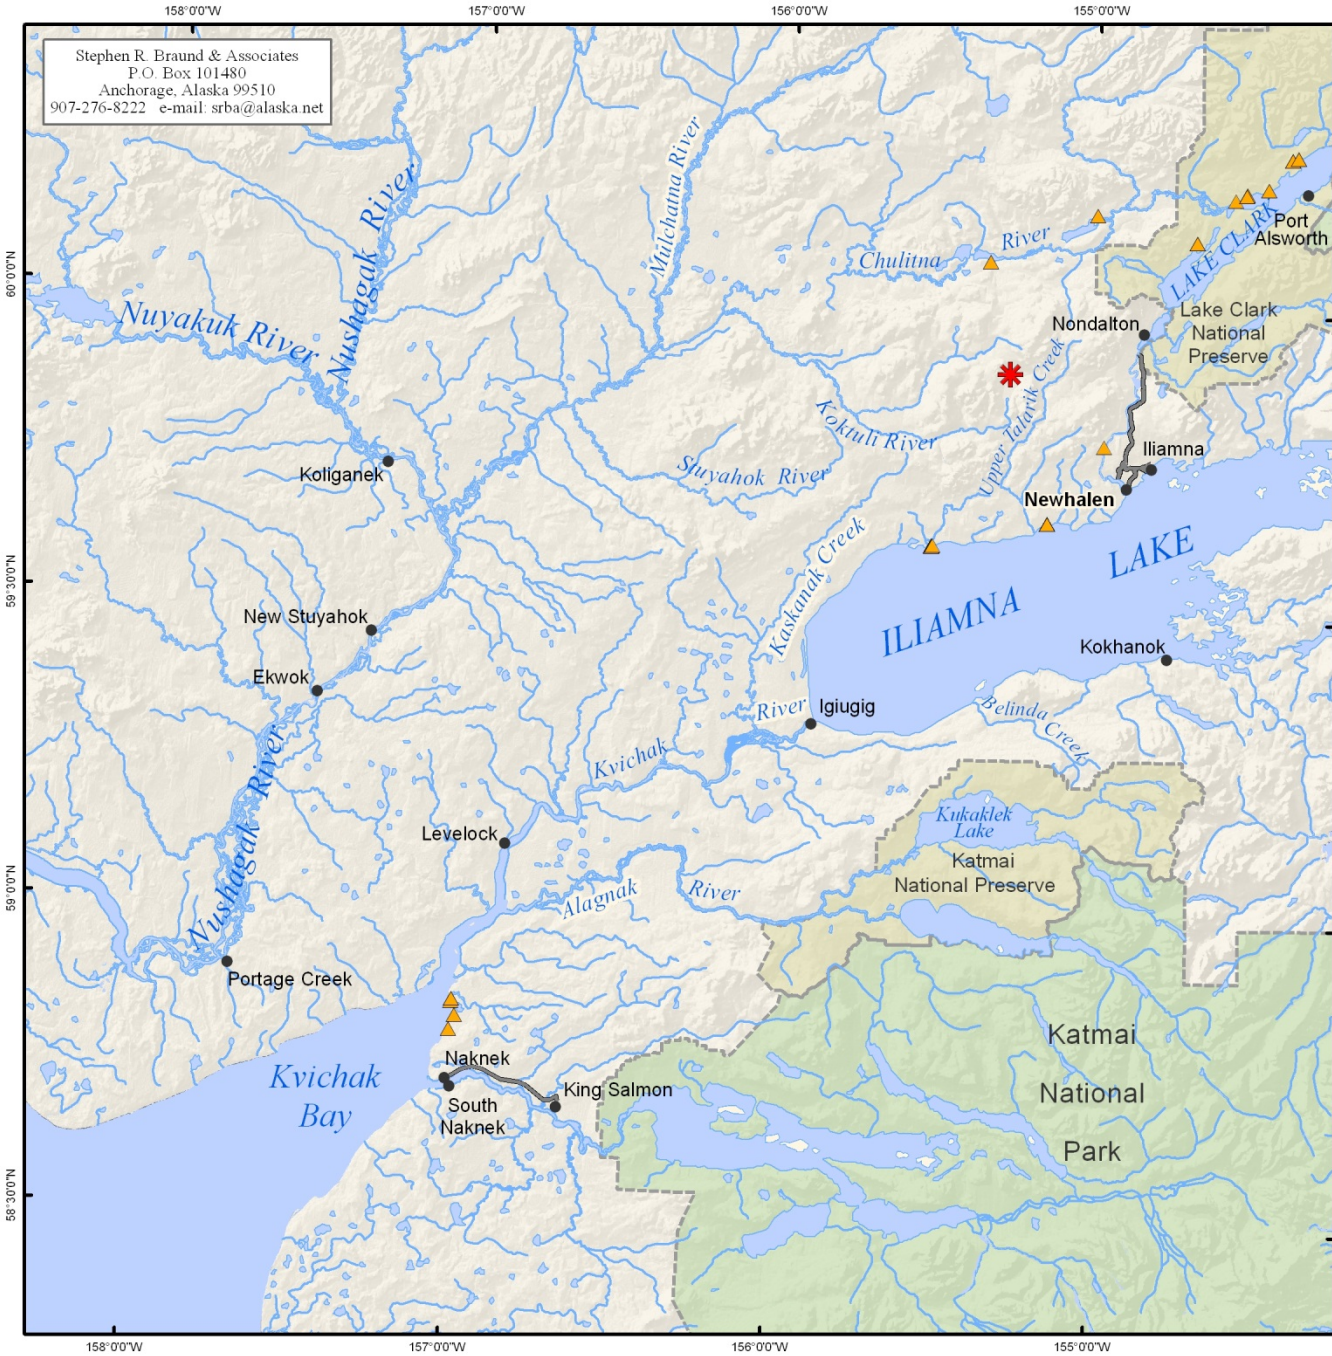 158°0'0"W
157°0'0"W
156°0'0"W
155°0'0"W
Stephen R. Braund & Associates
P.O. Box 101480
Anchorage, Alaska 99510
907-276-8222 e-mail: srba@alaska.net
Nushagak River
Mulchatna River
Chulitna
River
Port
Alsworth
LAKE CLARK
60°0'0"N
Nuyakuk River
Nondalton
Lake Clark
National
Preserve
Upper Talarik Creek
Koktuli River
Stuyahok River
Koliganek
Iliamna
Newhalen
Kaskanak Creek
59°30'0"N
ILIAMNA
LAKE
New Stuyahok
Ekwok
Kokhanok
Igiugig
River
Kvichak
Belinda Creek
Nushagak River
Levelock
Kukaklek
Lake
Katmai
National Preserve
59°0'0"N
Alagnak
River
Portage Creek
Kvichak
Bay
Naknek
South
Naknek
King Salmon
Katmai
National
Park
58°30'0"N
158°0'0"W
157°0'0"W
156°0'0"W
155°0'0"W